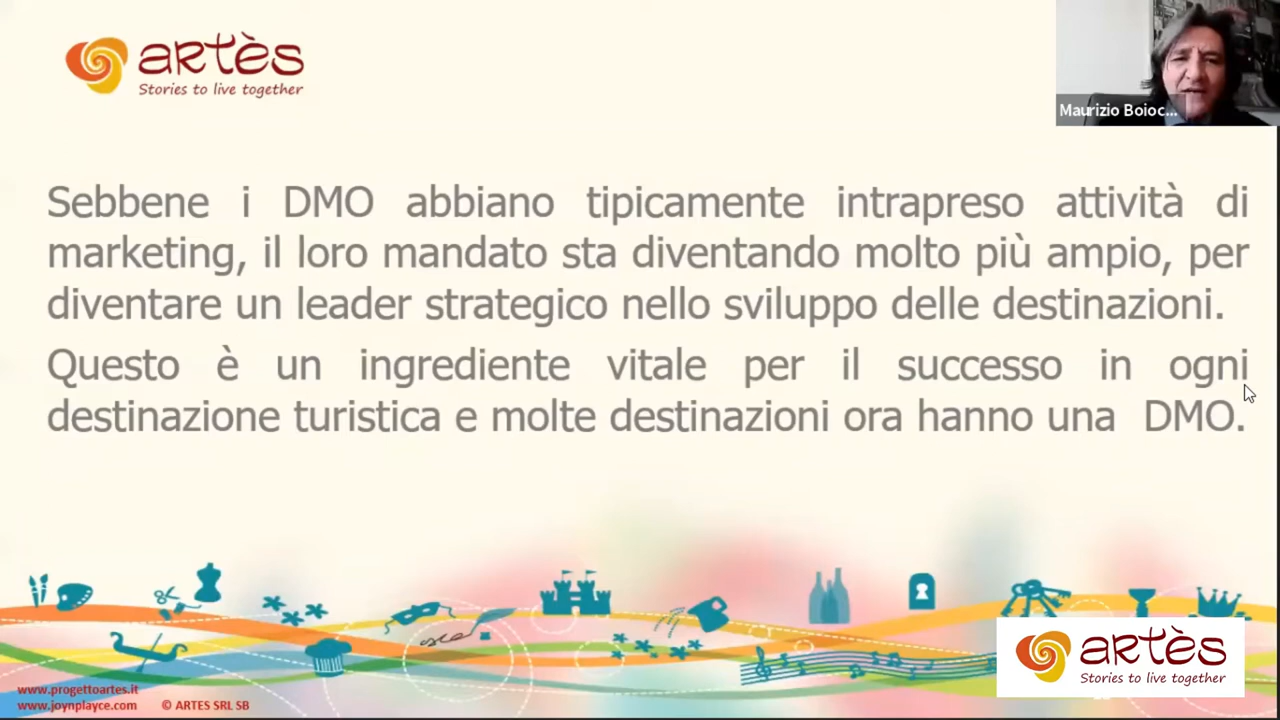 artès
Stories to live together
Maurizio Boioc...
Sebbene i DMO abbiano tipicamente intrapreso attività di
marketing, il loro mandato sta diventando molto più ampio, per
diventare un leader strategico nello sviluppo delle destinazioni.
Questo è un ingrediente vitale per il successo in ogni
destinazione turistica e molte destinazioni ora hanno una DMO.
www.progettoartes.it
www.joynplayce.com © ARTES SRL SB
artès
Stories to live together